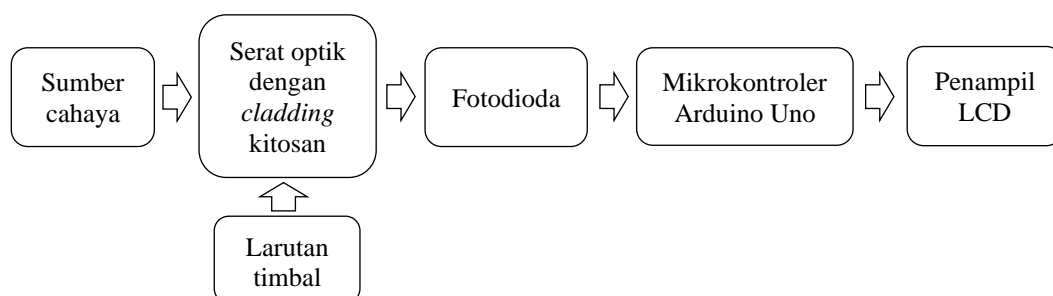 Sumber
cahaya
Serat optik
dengan
cladding
kitosan
Fotodioda
Mikrokontroler
Arduino Uno
Penampil
LCD
Larutan
timbal